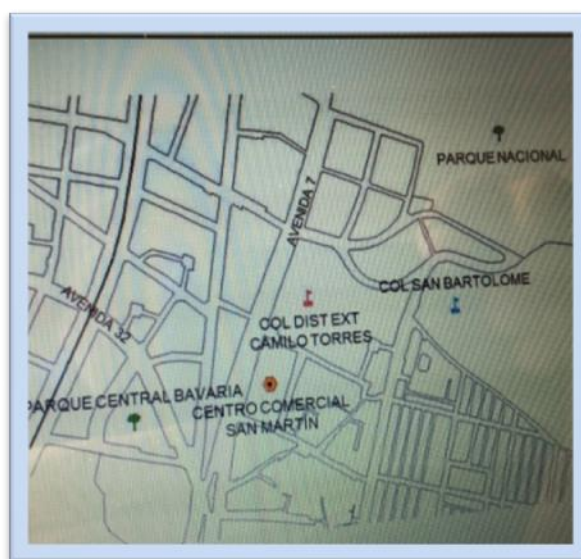 PARQUE NACIONAL
AVENIDA 7
COL SAN BARTOLOME
AVENIDA 32
COL DIST EXT
CAMILO TORRES
PARQUE CENTRAL BAVARIA
CENTRO COMERCIAL
SAN MARTÍN